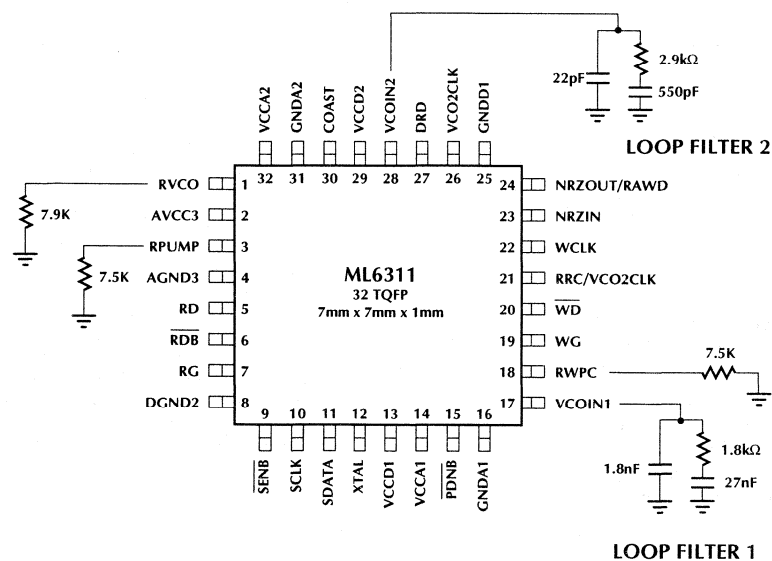 2.9kΩ
22pF
550pF
LOOP FILTER 2
VCCA2
GNDA2
COAST
VCCD2
VCOIN2
DRD
VCO2CLK
GNDD1
32 31 30 29 28 27 26 25
RVCO 1
AVCC3 2
RPUMP 3
AGND3 4
RD 5
RDB 6
RG 7
DGND2 8
7.9K
7.5K
ML6311
32 TQFP
7mm x 7mm x 1mm
24 NRZOUT/RAWD
23 NRZIN
22 WCLK
21 RRC/VCO2CLK
20 WD
19 WG
18 RWPC
17 VCOIN1
7.5K
9 10 11 12 13 14 15 16
SENB
SCLK
SDATA
XTAL
VCCD1
VCCA1
PDNB
GNDA1
1.8kΩ
1.8nF
27nF
LOOP FILTER 1